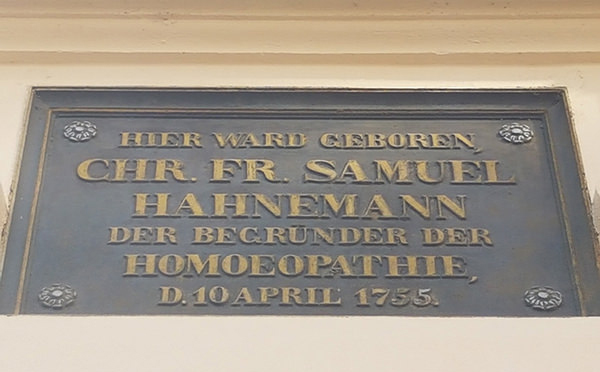 HIER WARD GEBOREN,
CHR. FR. SAMUEL
HAHNEMANN
DER BEGRÜNDER DER
HOMOEOPATHIE,
D. 10 APRIL 1755.